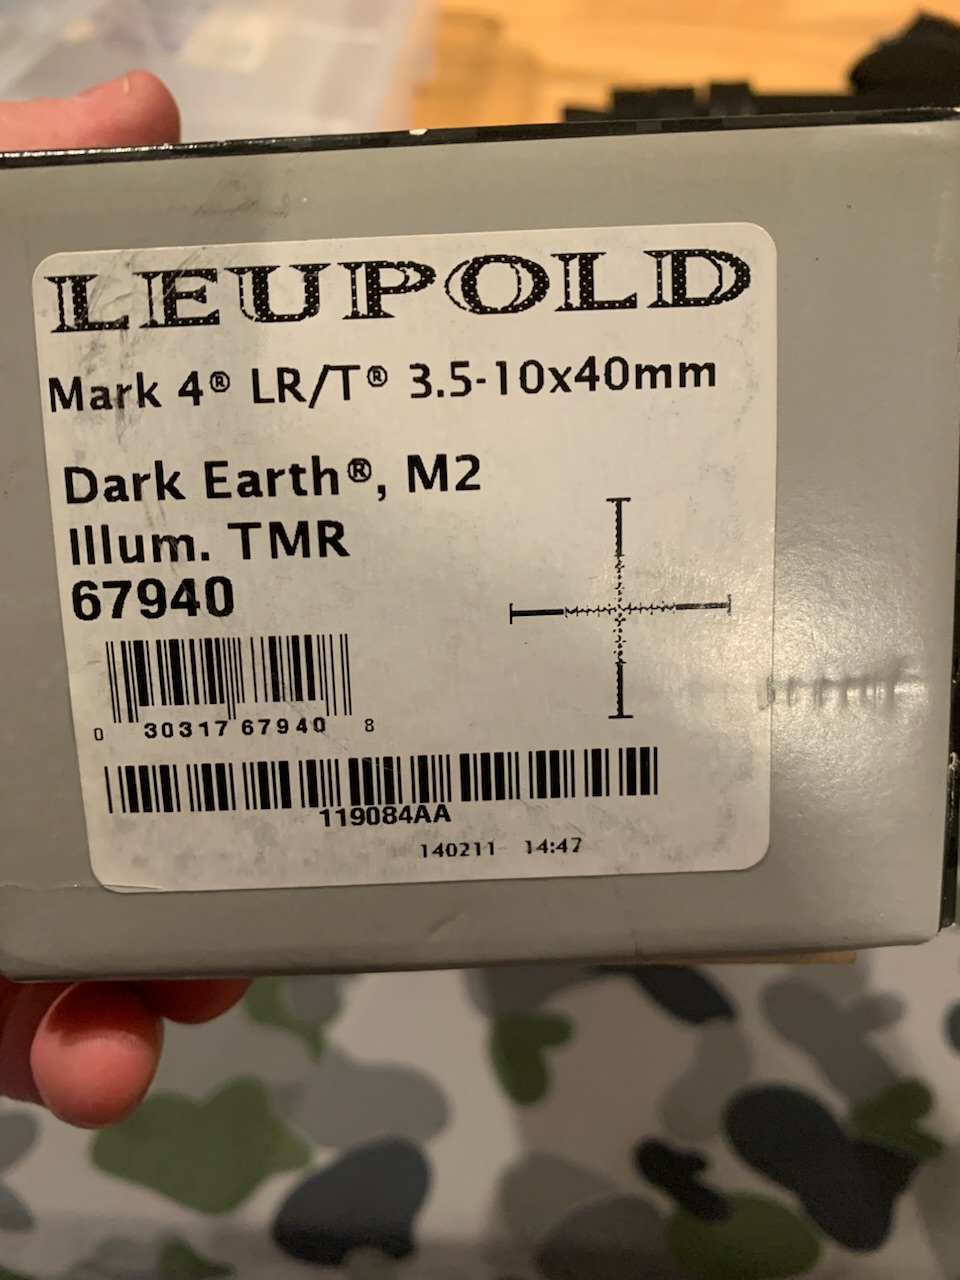 LEUPOLD
Mark 4® LR/T® 3.5-10x40mm
Dark Earth®, M2
Illum. TMR
67940
0 30317 67940 8
119084AA
140211 14:47